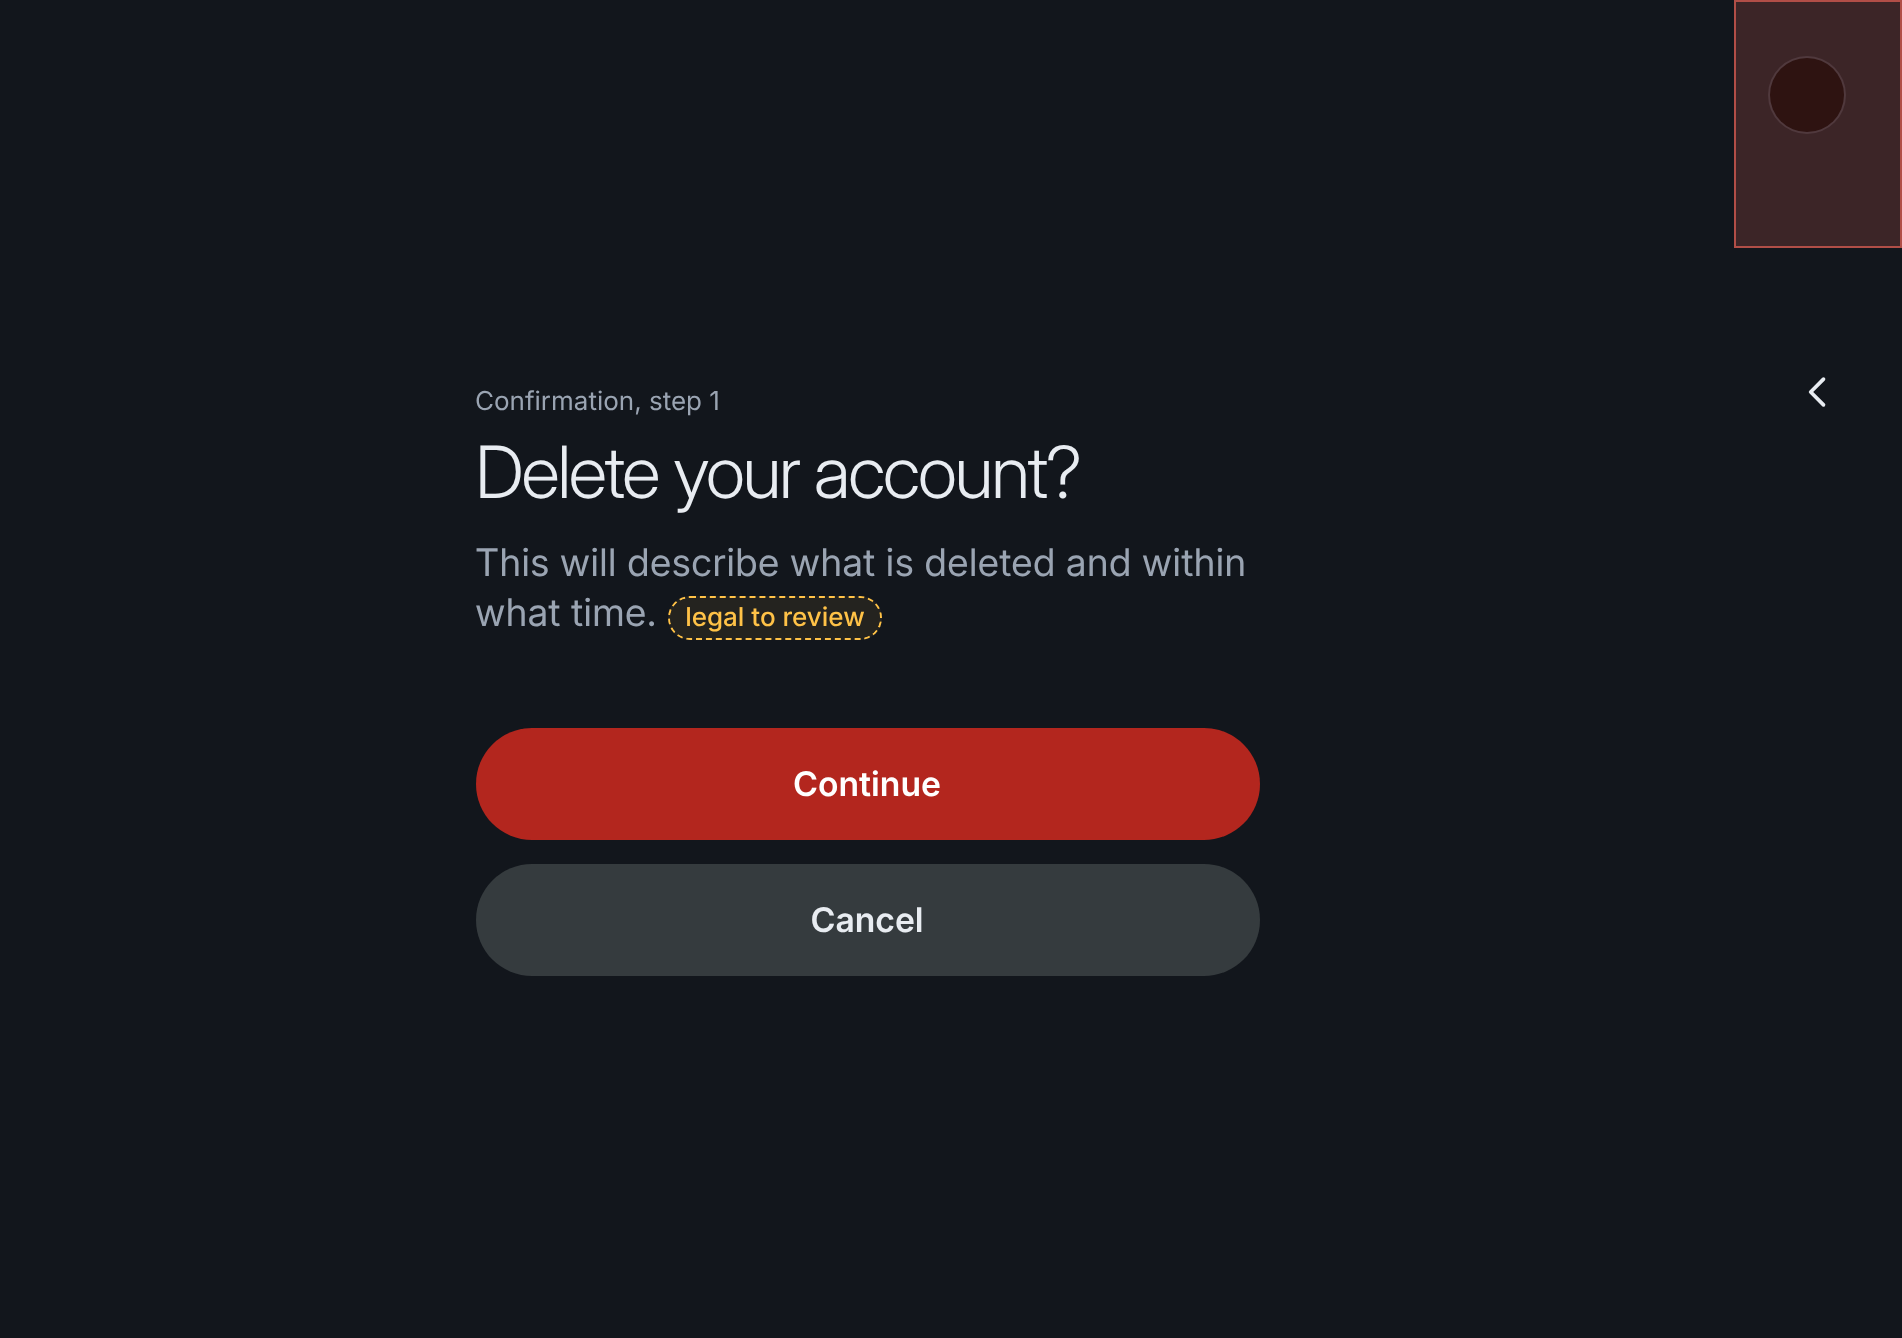 Confirmation, step 1
Delete your account?
This will describe what is deleted and within
what time. legal to review
Continue
Cancel